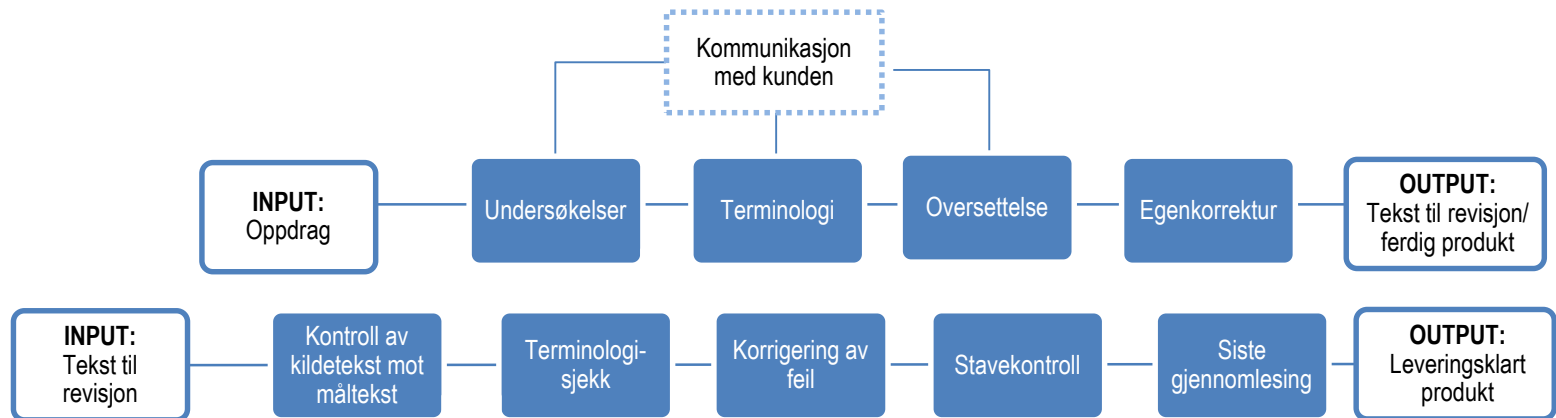 Kommunikasjon
med kunden
INPUT:
Oppdrag
Undersøkelser
Terminologi
Oversettelse
Egenkorrektur
OUTPUT:
Tekst til revisjon/
ferdig produkt
INPUT:
Tekst til
revisjon
Kontroll av
kildetekst mot
måltekst
Terminologi-
sjekk
Korrigering av
feil
Stavekontroll
Siste
gjennomlesing
OUTPUT:
Leveringsklart
produkt